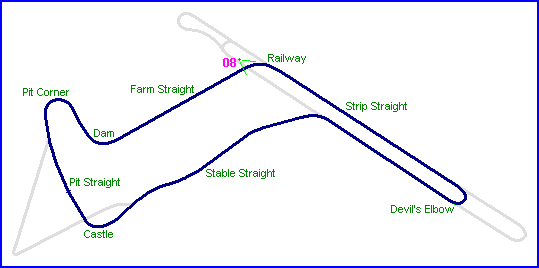 Railway
08
Farm Straight
Pit Corner
Strip Straight
Dam
Stable Straight
Pit Straight
Devil's Elbow
Castle